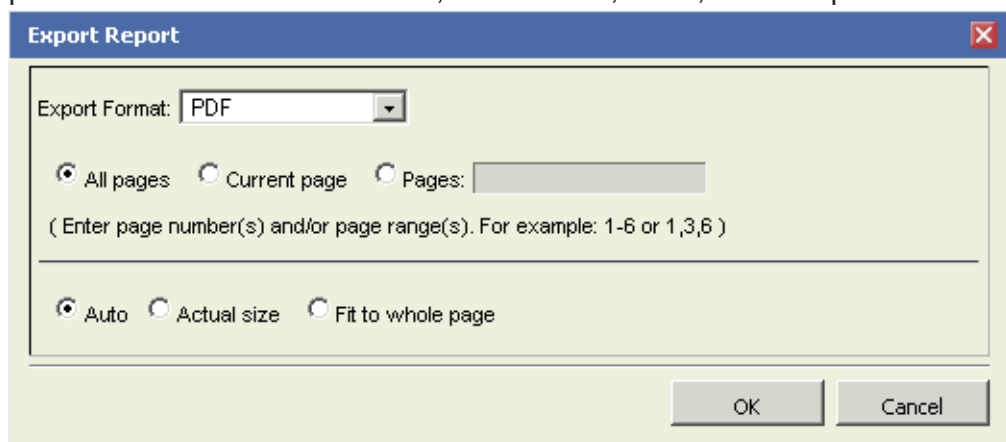 Export Report
Export Format: PDF
All pages Current page Pages:
( Enter page number(s) and/or page range(s). For example: 1-6 or 1,3,6 )
Auto Actual size Fit to whole page
OK Cancel